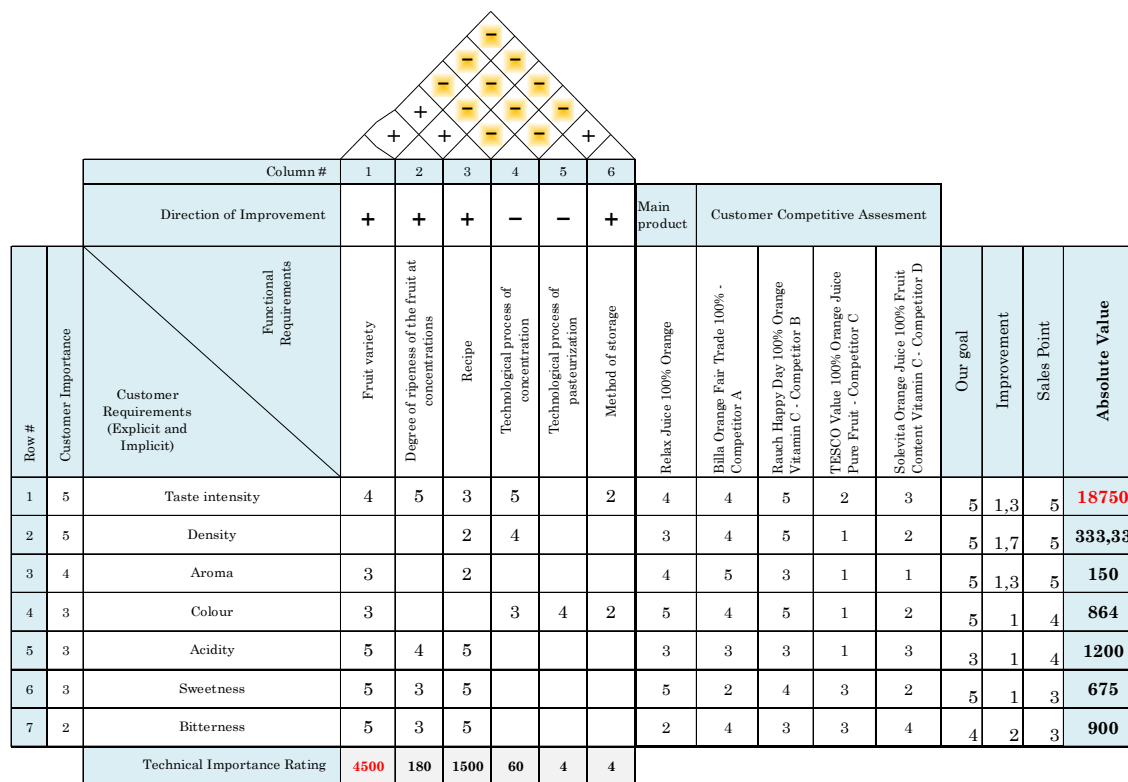 −
− −
− − −
+ − − −
+ + − − +
Column # 1 2 3 4 5 6
Direction of Improvement + + + − − +
Main product
Customer Competitive Assesment
Row #
Customer Importance
Functional
Requirements
Customer
Requirements
(Explicit and
Implicit)
Fruit variety
Degree of ripeness of the fruit at
concentrations
Recipe
Technological process of
concentration
Technological process of
pasteurization
Method of storage
Relax Juice 100% Orange
Billa Orange Fair Trade 100% -
Competitor A
Rauch Happy Day 100% Orange
Vitamin C - Competitor B
TESCO Value 100% Orange Juice
Pure Fruit - Competitor C
Solevita Orange Juice 100% Fruit
Content Vitamin C - Competitor D
Our goal
Improvement
Sales Point
Absolute Value
1 5 Taste intensity 4 5 3 5 2 4 4 5 2 3 5 1,3 5 18750
2 5 Density 2 4 3 4 5 1 2 5 1,7 5 333,33
3 4 Aroma 3 2 4 5 3 1 1 5 1,3 5 150
4 3 Colour 3 3 4 2 5 4 5 1 2 5 1 4 864
5 3 Acidity 5 4 5 3 3 3 1 3 3 1 4 1200
6 3 Sweetness 5 3 5 5 2 4 3 2 5 1 3 675
7 2 Bitterness 5 3 5 2 4 3 3 4 4 2 3 900
Technical Importance Rating 4500 180 1500 60 4 4